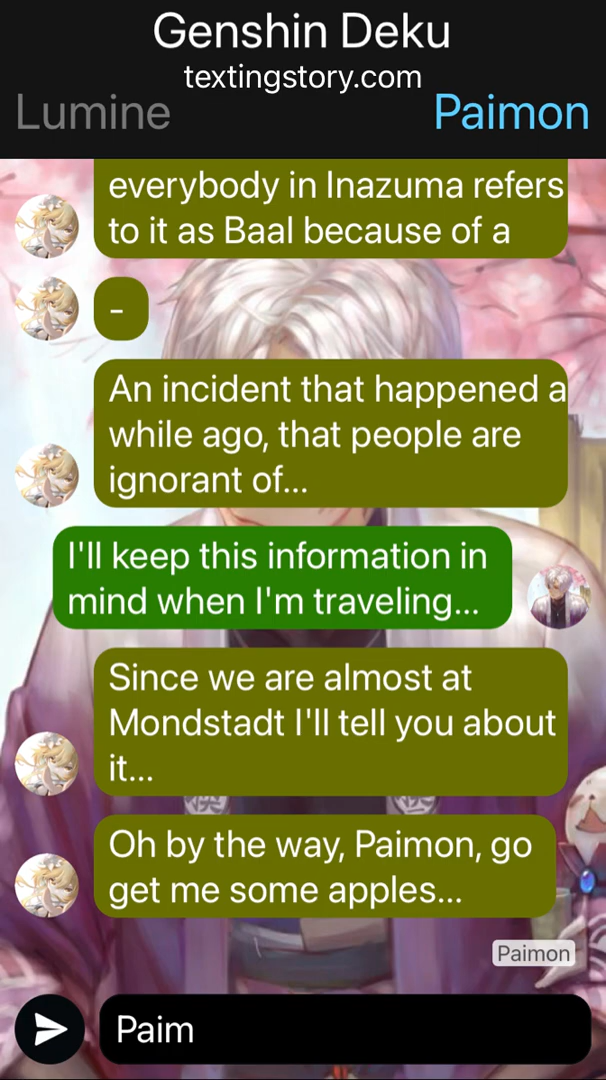 Genshin Deku
textingstory.com
Lumine
Paimon
everybody in Inazuma refers
to it as Baal because of a
-
An incident that happened a
while ago, that people are
ignorant of...
I'll keep this information in
mind when I'm traveling...
Since we are almost at
Mondstadt I'll tell you about
it...
Oh by the way, Paimon, go
get me some apples...
Paimon
Paim